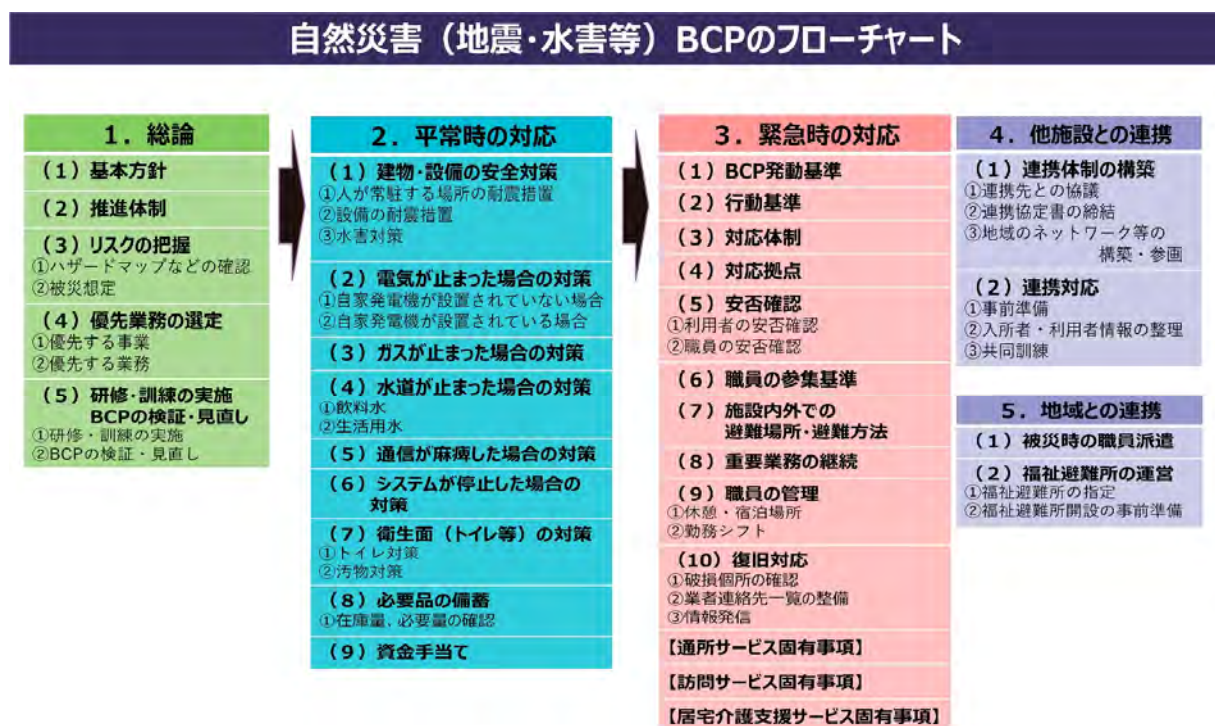 自然災害（地震・水害等）BCPのフローチャート
1．総論
（1）基本方針
（2）推進体制
（3）リスクの把握
①ハザードマップなどの確認
②被災想定
（4）優先業務の選定
①優先する事業
②優先する業務
（5）研修・訓練の実施
BCPの検証・見直し
①研修・訓練の実施
②BCPの検証・見直し
2．平常時の対応
（1）建物・設備の安全対策
①人が常駐する場所の耐震措置
②設備の耐震措置
③水害対策
（2）電気が止まった場合の対策
①自家発電機が設置されていない場合
②自家発電機が設置されている場合
（3）ガスが止まった場合の対策
（4）水道が止まった場合の対策
①飲料水
②生活用水
（5）通信が麻痺した場合の対策
（6）システムが停止した場合の
対策
（7）衛生面（トイレ等）の対策
①トイレ対策
②汚物対策
（8）必要品の備蓄
①在庫量、必要量の確認
（9）資金手当て
3．緊急時の対応
（1）BCP発動基準
（2）行動基準
（3）対応体制
（4）対応拠点
（5）安否確認
①利用者の安否確認
②職員の安否確認
（6）職員の参集基準
（7）施設内外での
避難場所・避難方法
（8）重要業務の継続
（9）職員の管理
①休憩・宿泊場所
②勤務シフト
（10）復旧対応
①破損個所の確認
②業者連絡先一覧の整備
③情報発信
【通所サービス固有事項】
【訪問サービス固有事項】
【居宅介護支援サービス固有事項】
4．他施設との連携
（1）連携体制の構築
①連携先との協議
②連携協定書の締結
③地域のネットワーク等の
構築・参画
（2）連携対応
①事前準備
②入所者・利用者情報の整理
③共同訓練
5．地域との連携
（1）被災時の職員派遣
（2）福祉避難所の運営
①福祉避難所の指定
②福祉避難所開設の事前準備